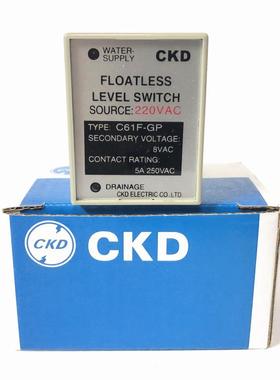 WATER-
SUPPLY
CKD
FLOATLESS
LEVEL SWITCH
SOURCE: 220VAC
TYPE: C61F-GP
SECONDARY VOLTAGE:
8VAC
CONTACT RATING:
5A 250VAC
DRAINAGE
CKD ELECTRIC CO.,LTD.
CKD
CKD